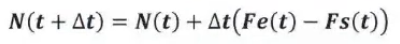 N(t + Δt) = N(t) + Δt(Fe(t) − Fs(t))